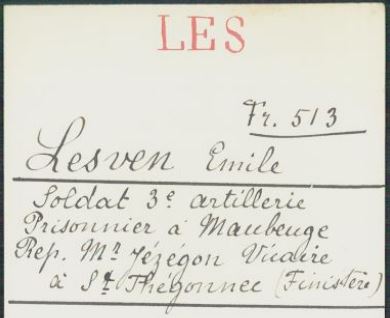 LES
Fr. 513
Lesven Emile
Soldat 3e artillerie
Prisonnier à Maubeuge
Rep. Mr Jézégon Vicaire
à St Thégonnec (Finistère)